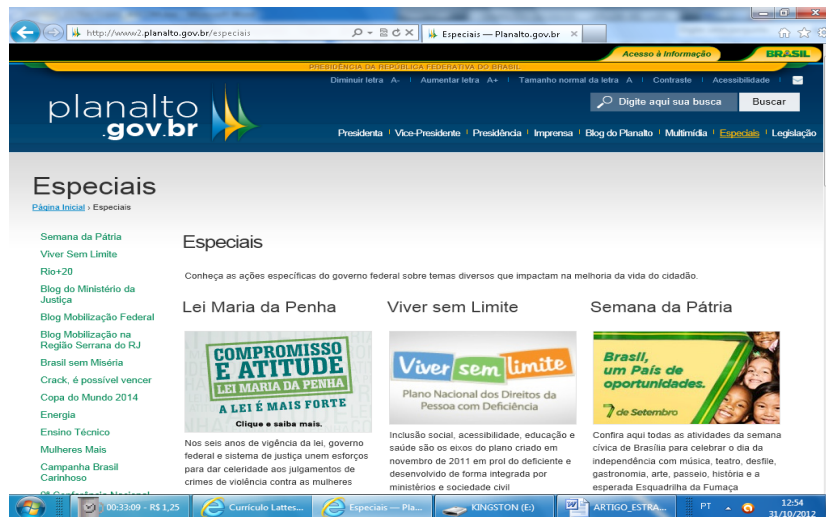 http://www2.planalto.gov.br/especiais
Especiais — Planalto.gov.br
Acesso à Informação
BRASIL
PRESIDÊNCIA DA REPÚBLICA FEDERATIVA DO BRASIL
Diminuir letra A- Aumentar letra A+ Tamanho normal da letra A Contraste Acessibilidade
planalto
.gov.br
Digite aqui sua busca
Buscar
Presidenta Vice-Presidente Presidência Imprensa Blog do Planalto Multimídia Especiais Legislação
Especiais
Página Inicial › Especiais
Semana da Pátria
Viver Sem Limite
Rio+20
Blog do Ministério da
Justiça
Blog Mobilização Federal
Blog Mobilização na
Região Serrana do RJ
Brasil sem Miséria
Crack, é possível vencer
Copa do Mundo 2014
Energia
Ensino Técnico
Mulheres Mais
Campanha Brasil
Carinhoso
Especiais
Conheça as ações específicas do governo federal sobre temas diversos que impactam na melhoria da vida do cidadão.
Lei Maria da Penha
COMPROMISSO
E ATITUDE
LEI MARIA DA PENHA
A LEI É MAIS FORTE
Clique e saiba mais.
Nos seis anos de vigência da lei, governo
federal e sistema de justiça unem esforços
para dar celeridade aos julgamentos de
crimes de violência contra as mulheres
Viver sem Limite
Viver sem limite
Plano Nacional dos Direitos da
Pessoa com Deficiência
Inclusão social, acessibilidade, educação e
saúde são os eixos do plano criado em
novembro de 2011 em prol do deficiente e
desenvolvido de forma integrada por
ministérios e sociedade civil
Semana da Pátria
Brasil,
um País de
oportunidades.
7 de Setembro
Confira aqui todas as atividades da semana
cívica de Brasília para celebrar o dia da
independência com música, teatro, desfile,
gastronomia, arte, passeio, história e a
esperada Esquadrilha da Fumaça
00:33:09 - R$ 1,25
Currículo Lattes...
Especiais — Pla...
KINGSTON (E:)
ARTIGO_ESTRA...
PT
12:54
31/10/2012